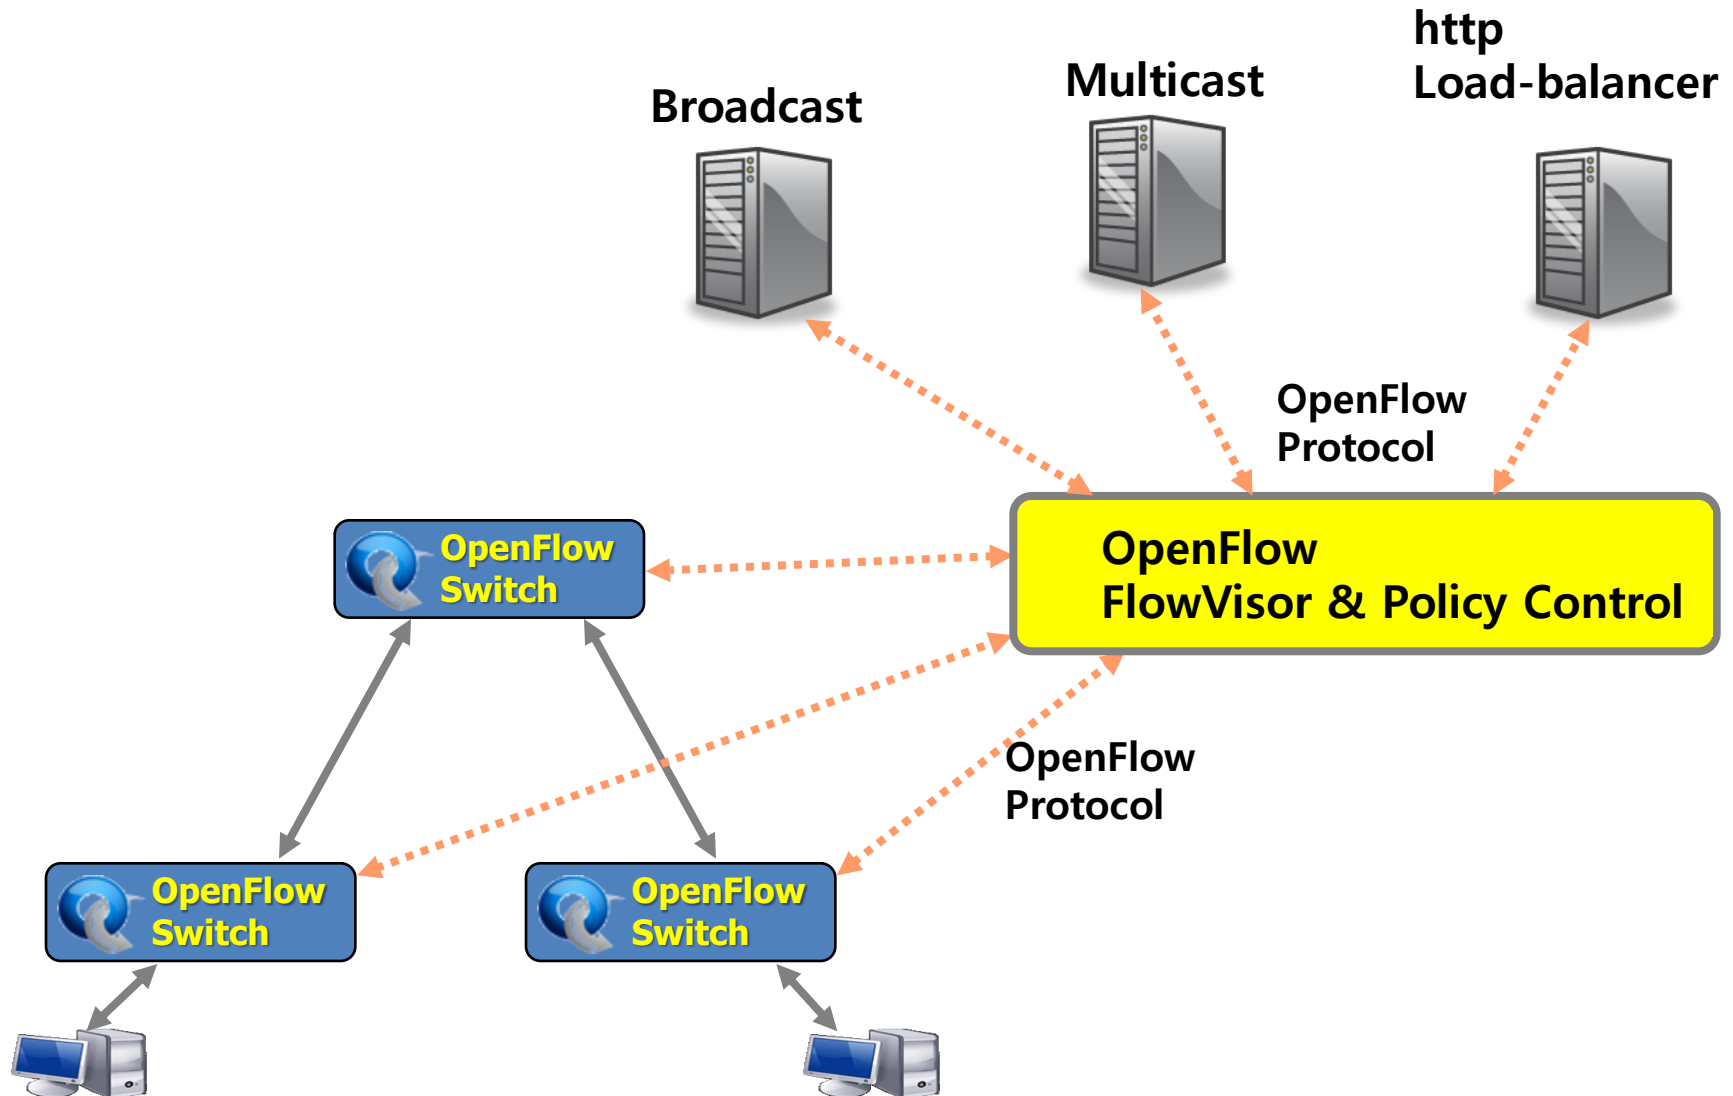 http
Load-balancer
Multicast
Broadcast
OpenFlow
Protocol
OpenFlow
FlowVisor & Policy Control
OpenFlow
Switch
OpenFlow
Protocol
OpenFlow
Switch
OpenFlow
Switch